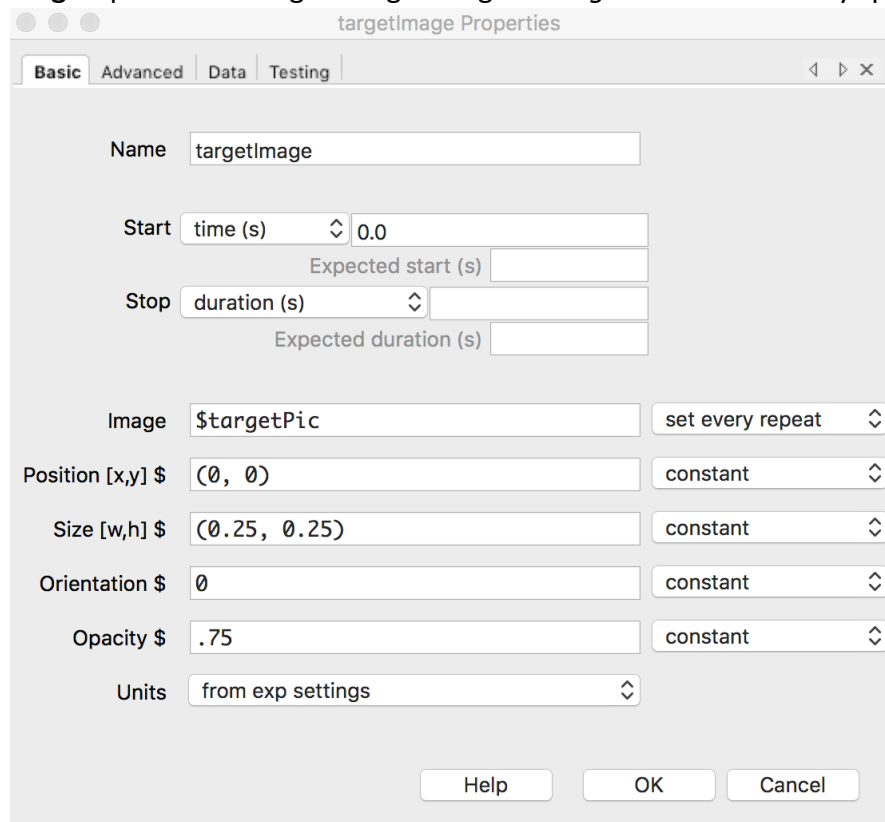 targetImage Properties
Basic Advanced Data Testing
Name targetImage
Start time (s) 0.0
Expected start (s)
Stop duration (s)
Expected duration (s)
Image $targetPic set every repeat
Position [x,y] $ (0, 0) constant
Size [w,h] $ (0.25, 0.25) constant
Orientation $ 0 constant
Opacity $ .75 constant
Units from exp settings
Help OK Cancel